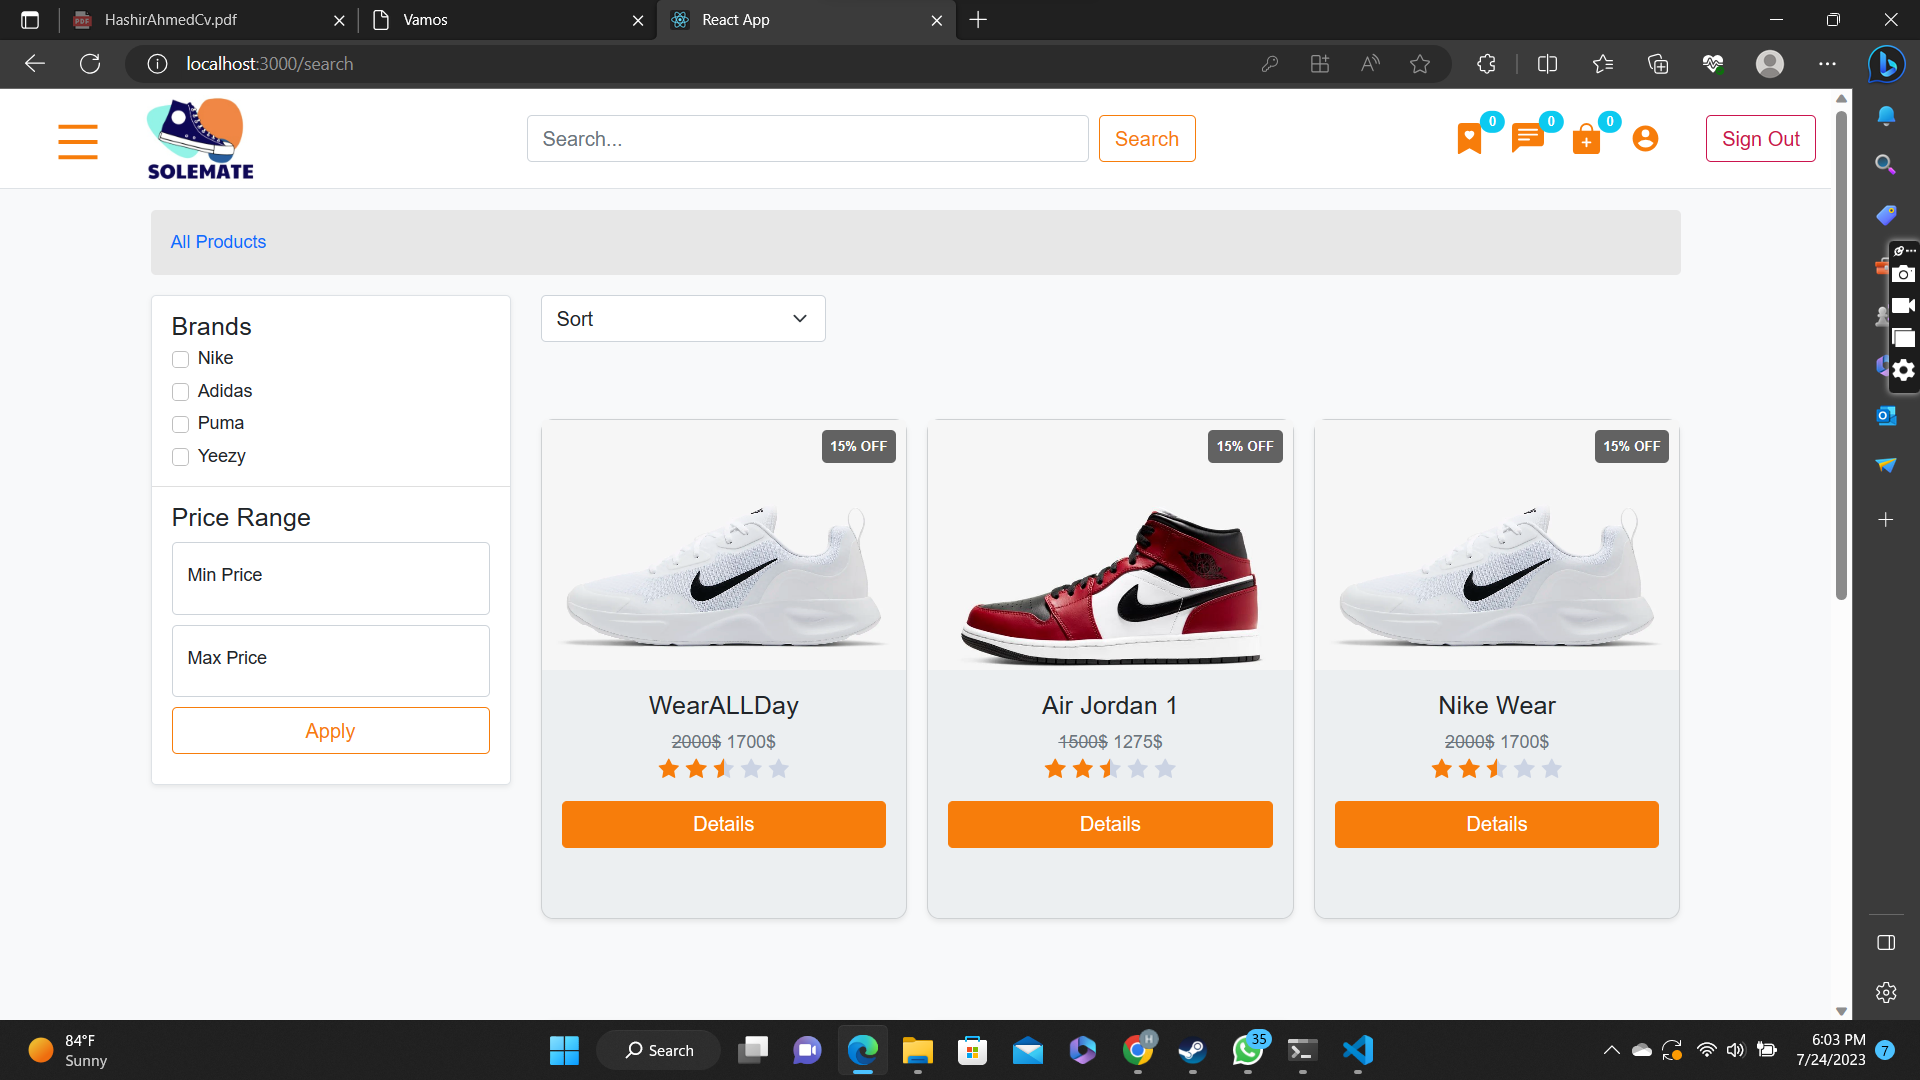 HashirAhmedCv.pdf
Vamos
React App
localhost:3000/search
SOLEMATE
Search...
Search
0
0
0
Sign Out
All Products
Brands
Nike
Adidas
Puma
Yeezy
Price Range
Min Price
Max Price
Apply
Sort
15% OFF
15% OFF
15% OFF
WearALLDay
Air Jordan 1
Nike Wear
2000$ 1700$
1500$ 1275$
2000$ 1700$
Details
Details
Details
84°F
Sunny
Search
H
35
6:03 PM
7/24/2023
7